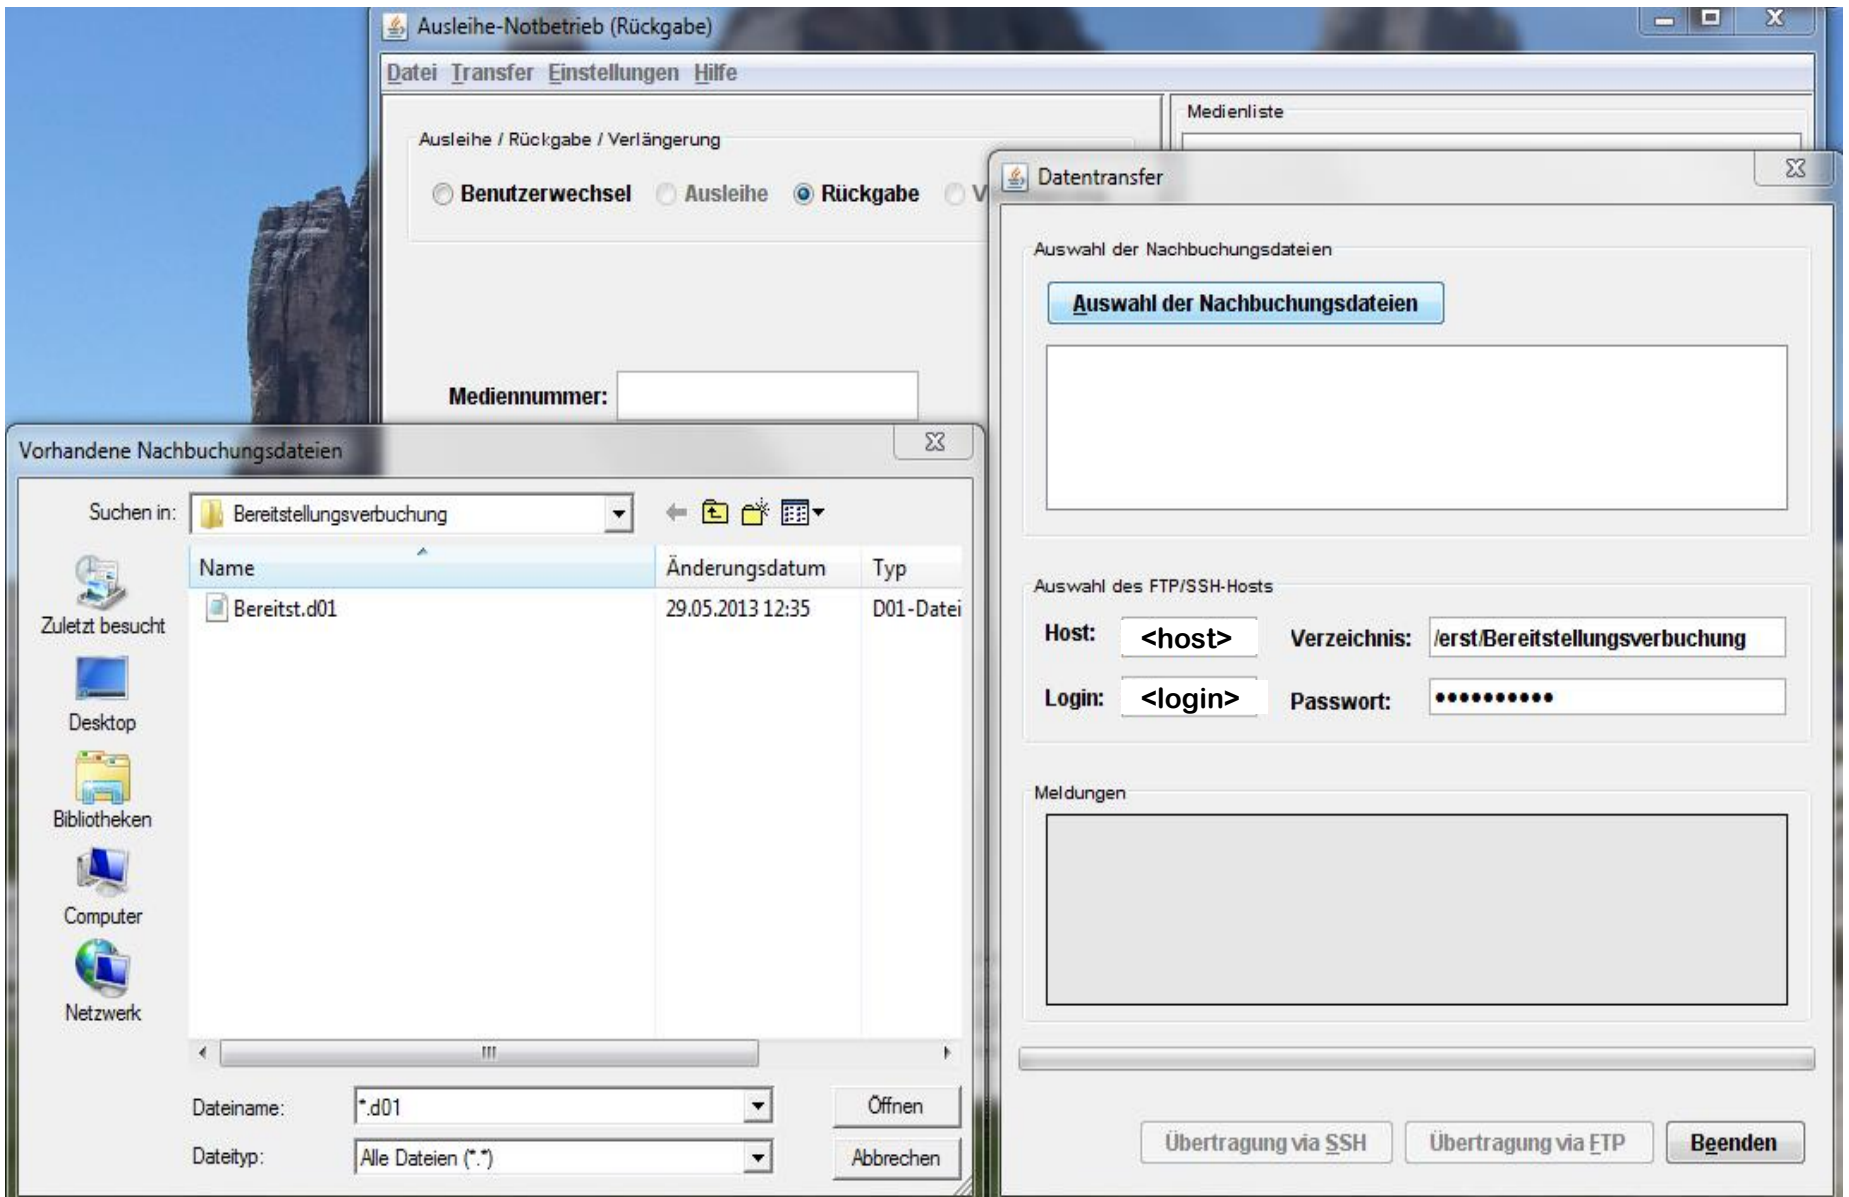 Ausleihe-Notbetrieb (Rückgabe)
Datei Transfer Einstellungen Hilfe
Ausleihe / Rückgabe / Verlängerung
Benutzerwechsel Ausleihe Rückgabe V
Mediennummer:
Medienliste
Datentransfer
Auswahl der Nachbuchungsdateien
Auswahl der Nachbuchungsdateien
Auswahl des FTP/SSH-Hosts
Host: <host> Verzeichnis: /erst/Bereitstellungsverbuchung
Login: <login> Passwort: ••••••••••
Meldungen
Übertragung via SSH Übertragung via FTP Beenden
Vorhandene Nachbuchungsdateien
Suchen in: Bereitstellungsverbuchung
Name Änderungsdatum Typ
Bereitst.d01 29.05.2013 12:35 D01-Datei
Zuletzt besucht
Desktop
Bibliotheken
Computer
Netzwerk
Dateiname: *.d01 Öffnen
Dateityp: Alle Dateien (*.*) Abbrechen